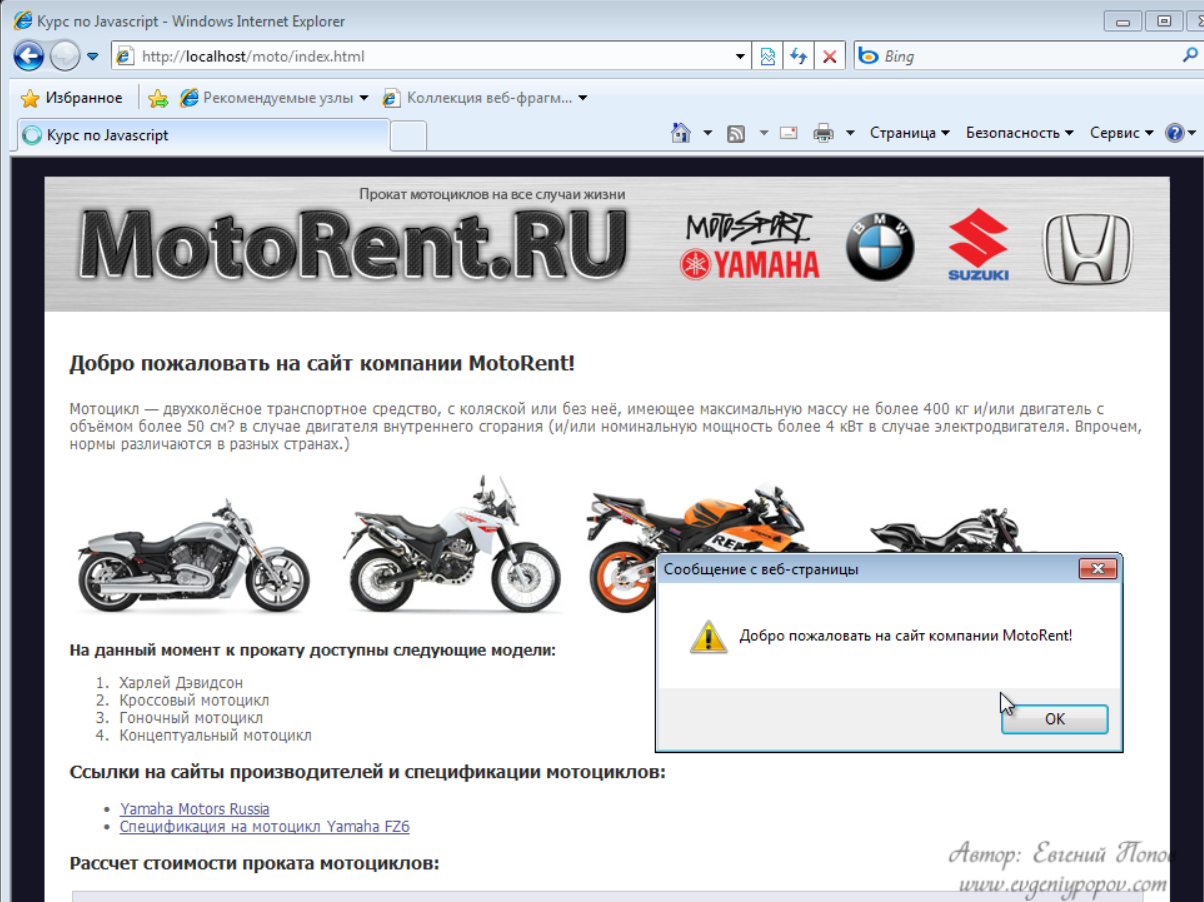 Курс по Javascript - Windows Internet Explorer
http://localhost/moto/index.html
Bing
Избранное
Рекомендуемые узлы
Коллекция веб-фрагм...
Курс по Javascript
Страница
Безопасность
Сервис
Прокат мотоциклов на все случаи жизни
MotoRent.RU
MOTO-SPORT
YAMAHA
BMW
SUZUKI
Добро пожаловать на сайт компании MotoRent!
Мотоцикл — двухколёсное транспортное средство, с коляской или без неё, имеющее максимальную массу не более 400 кг и/или двигатель с
объёмом более 50 см? в случае двигателя внутреннего сгорания (и/или номинальную мощность более 4 кВт в случае электродвигателя. Впрочем,
нормы различаются в разных странах.)
Сообщение с веб-страницы
Добро пожаловать на сайт компании MotoRent!
OK
На данный момент к прокату доступны следующие модели:
1. Харлей Дэвидсон
2. Кроссовый мотоцикл
3. Гоночный мотоцикл
4. Концептуальный мотоцикл
Ссылки на сайты производителей и спецификации мотоциклов:
• Yamaha Motors Russia
• Спецификация на мотоцикл Yamaha FZ6
Рассчет стоимости проката мотоциклов:
Автор: Евгений Попо
www.evgeniypopov.com